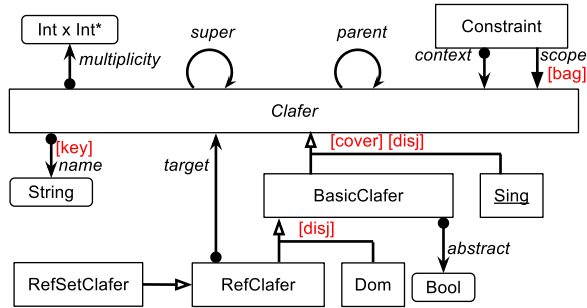 Int x Int*
super
parent
Constraint
multiplicity
context
scope
[bag]
Clafer
[key]
name
target
[cover] [disj]
String
BasicClafer
Sing
[disj]
abstract
RefSetClafer
RefClafer
Dom
Bool